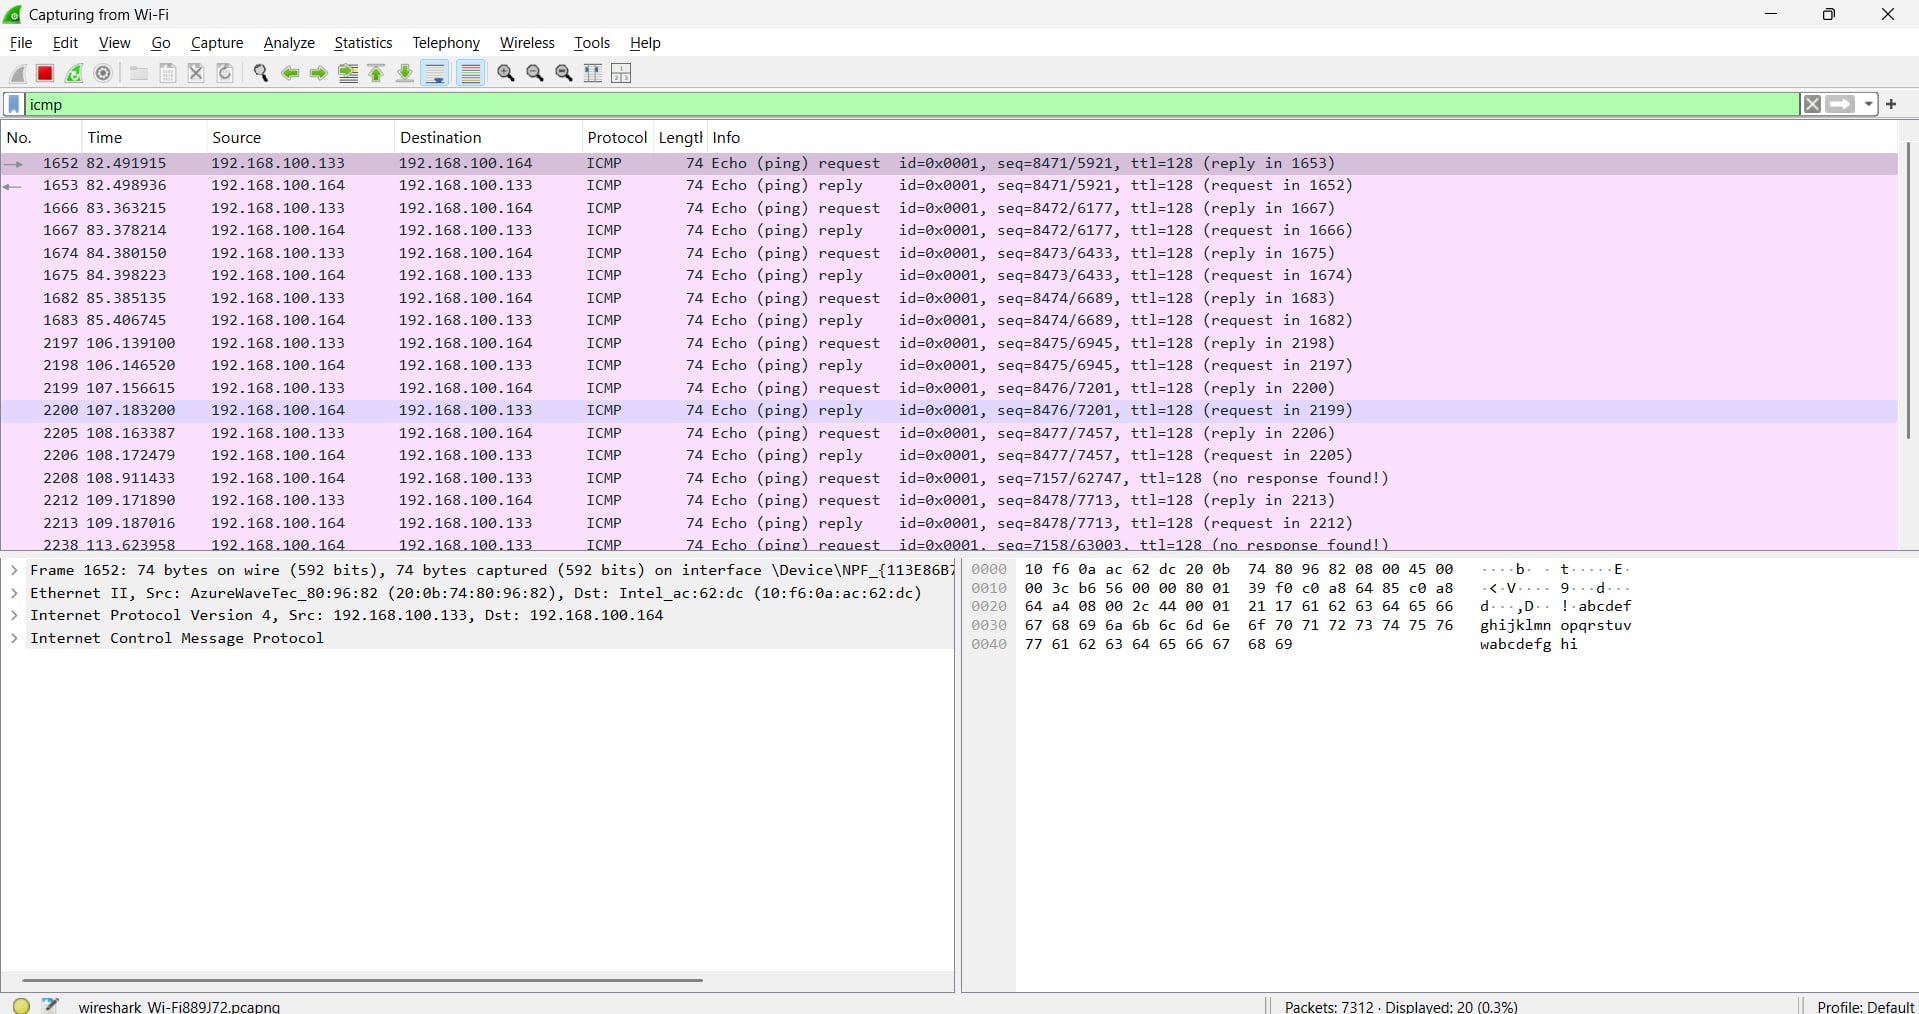 Capturing from Wi-Fi
File Edit View Go Capture Analyze Statistics Telephony Wireless Tools Help
icmp
No. Time Source Destination Protocol Length Info
1652 82.491915 192.168.100.133 192.168.100.164 ICMP 74 Echo (ping) request id=0x0001, seq=8471/5921, ttl=128 (reply in 1653)
1653 82.498936 192.168.100.164 192.168.100.133 ICMP 74 Echo (ping) reply id=0x0001, seq=8471/5921, ttl=128 (request in 1652)
1666 83.363215 192.168.100.133 192.168.100.164 ICMP 74 Echo (ping) request id=0x0001, seq=8472/6177, ttl=128 (reply in 1667)
1667 83.378214 192.168.100.164 192.168.100.133 ICMP 74 Echo (ping) reply id=0x0001, seq=8472/6177, ttl=128 (request in 1666)
1674 84.380150 192.168.100.133 192.168.100.164 ICMP 74 Echo (ping) request id=0x0001, seq=8473/6433, ttl=128 (reply in 1675)
1675 84.398223 192.168.100.164 192.168.100.133 ICMP 74 Echo (ping) reply id=0x0001, seq=8473/6433, ttl=128 (request in 1674)
1682 85.385135 192.168.100.133 192.168.100.164 ICMP 74 Echo (ping) request id=0x0001, seq=8474/6689, ttl=128 (reply in 1683)
1683 85.406745 192.168.100.164 192.168.100.133 ICMP 74 Echo (ping) reply id=0x0001, seq=8474/6689, ttl=128 (request in 1682)
2197 106.139100 192.168.100.133 192.168.100.164 ICMP 74 Echo (ping) request id=0x0001, seq=8475/6945, ttl=128 (reply in 2198)
2198 106.146520 192.168.100.164 192.168.100.133 ICMP 74 Echo (ping) reply id=0x0001, seq=8475/6945, ttl=128 (request in 2197)
2199 107.156615 192.168.100.133 192.168.100.164 ICMP 74 Echo (ping) request id=0x0001, seq=8476/7201, ttl=128 (reply in 2200)
2200 107.183200 192.168.100.164 192.168.100.133 ICMP 74 Echo (ping) reply id=0x0001, seq=8476/7201, ttl=128 (request in 2199)
2205 108.163387 192.168.100.133 192.168.100.164 ICMP 74 Echo (ping) request id=0x0001, seq=8477/7457, ttl=128 (reply in 2206)
2206 108.172479 192.168.100.164 192.168.100.133 ICMP 74 Echo (ping) reply id=0x0001, seq=8477/7457, ttl=128 (request in 2205)
2208 108.911433 192.168.100.164 192.168.100.133 ICMP 74 Echo (ping) request id=0x0001, seq=7157/62747, ttl=128 (no response found!)
2212 109.171890 192.168.100.133 192.168.100.164 ICMP 74 Echo (ping) request id=0x0001, seq=8478/7713, ttl=128 (reply in 2213)
2213 109.187016 192.168.100.164 192.168.100.133 ICMP 74 Echo (ping) reply id=0x0001, seq=8478/7713, ttl=128 (request in 2212)
2238 113.623958 192.168.100.164 192.168.100.133 ICMP 74 Echo (ping) request id=0x0001, seq=7158/63003, ttl=128 (no response found!)
Frame 1652: 74 bytes on wire (592 bits), 74 bytes captured (592 bits) on interface \Device\NPF_{113E86B7
Ethernet II, Src: AzureWaveTec_80:96:82 (20:0b:74:80:96:82), Dst: Intel_ac:62:dc (10:f6:0a:ac:62:dc)
Internet Protocol Version 4, Src: 192.168.100.133, Dst: 192.168.100.164
Internet Control Message Protocol
0000 10 f6 0a ac 62 dc 20 0b 74 80 96 82 08 00 45 00 ····b· · t·····E·
0010 00 3c b6 56 00 00 80 01 39 f0 c0 a8 64 85 c0 a8 ·<·V···· 9···d···
0020 64 a4 08 00 2c 44 00 01 21 17 61 62 63 64 65 66 d···,D·· !·abcdef
0030 67 68 69 6a 6b 6c 6d 6e 6f 70 71 72 73 74 75 76 ghijklmn opqrstuv
0040 77 61 62 63 64 65 66 67 68 69 wabcdefg hi
wireshark_Wi-Fi889J72.pcapng Packets: 7312 · Displayed: 20 (0.3%) Profile: Default